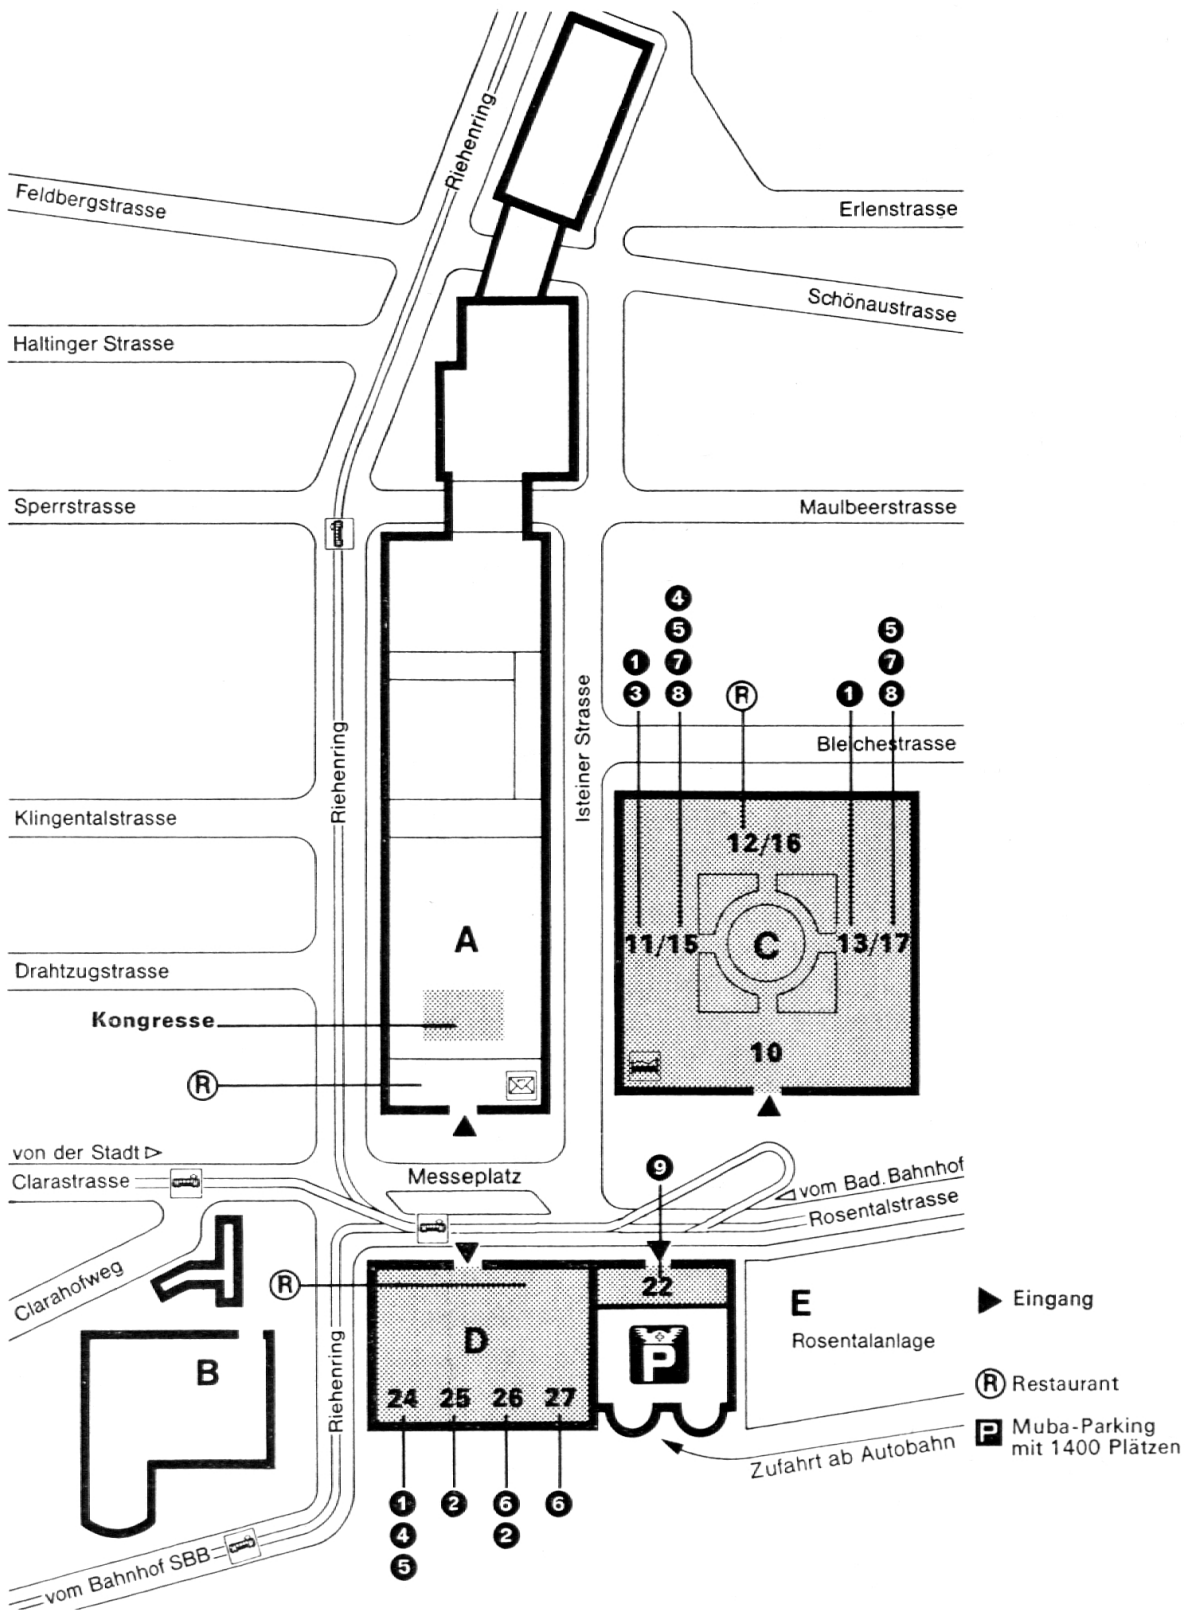 Riehenring
Feldbergstrasse
Erlenstrasse
Schönaustrasse
Haltinger Strasse
Sperrstrasse
Maulbeerstrasse
4
5
5
1
7
7
3
8
R
1
8
Isteiner Strasse
Bleichestrasse
Riehenring
Klingentalstrasse
12/16
A
11/15
C
13/17
Drahtzugstrasse
Kongresse
10
R
von der Stadt
Clarastrasse
Messeplatz
9
vom Bad. Bahnhof
Rosentalstrasse
Clarahofweg
R
22
E
Eingang
Rosentalanlage
D
P
B
Riehenring
24
25
26
27
R Restaurant
P Muba-Parking
mit 1400 Plätzen
Zufahrt ab Autobahn
1
2
6
6
4
2
5
vom Bahnhof SBB